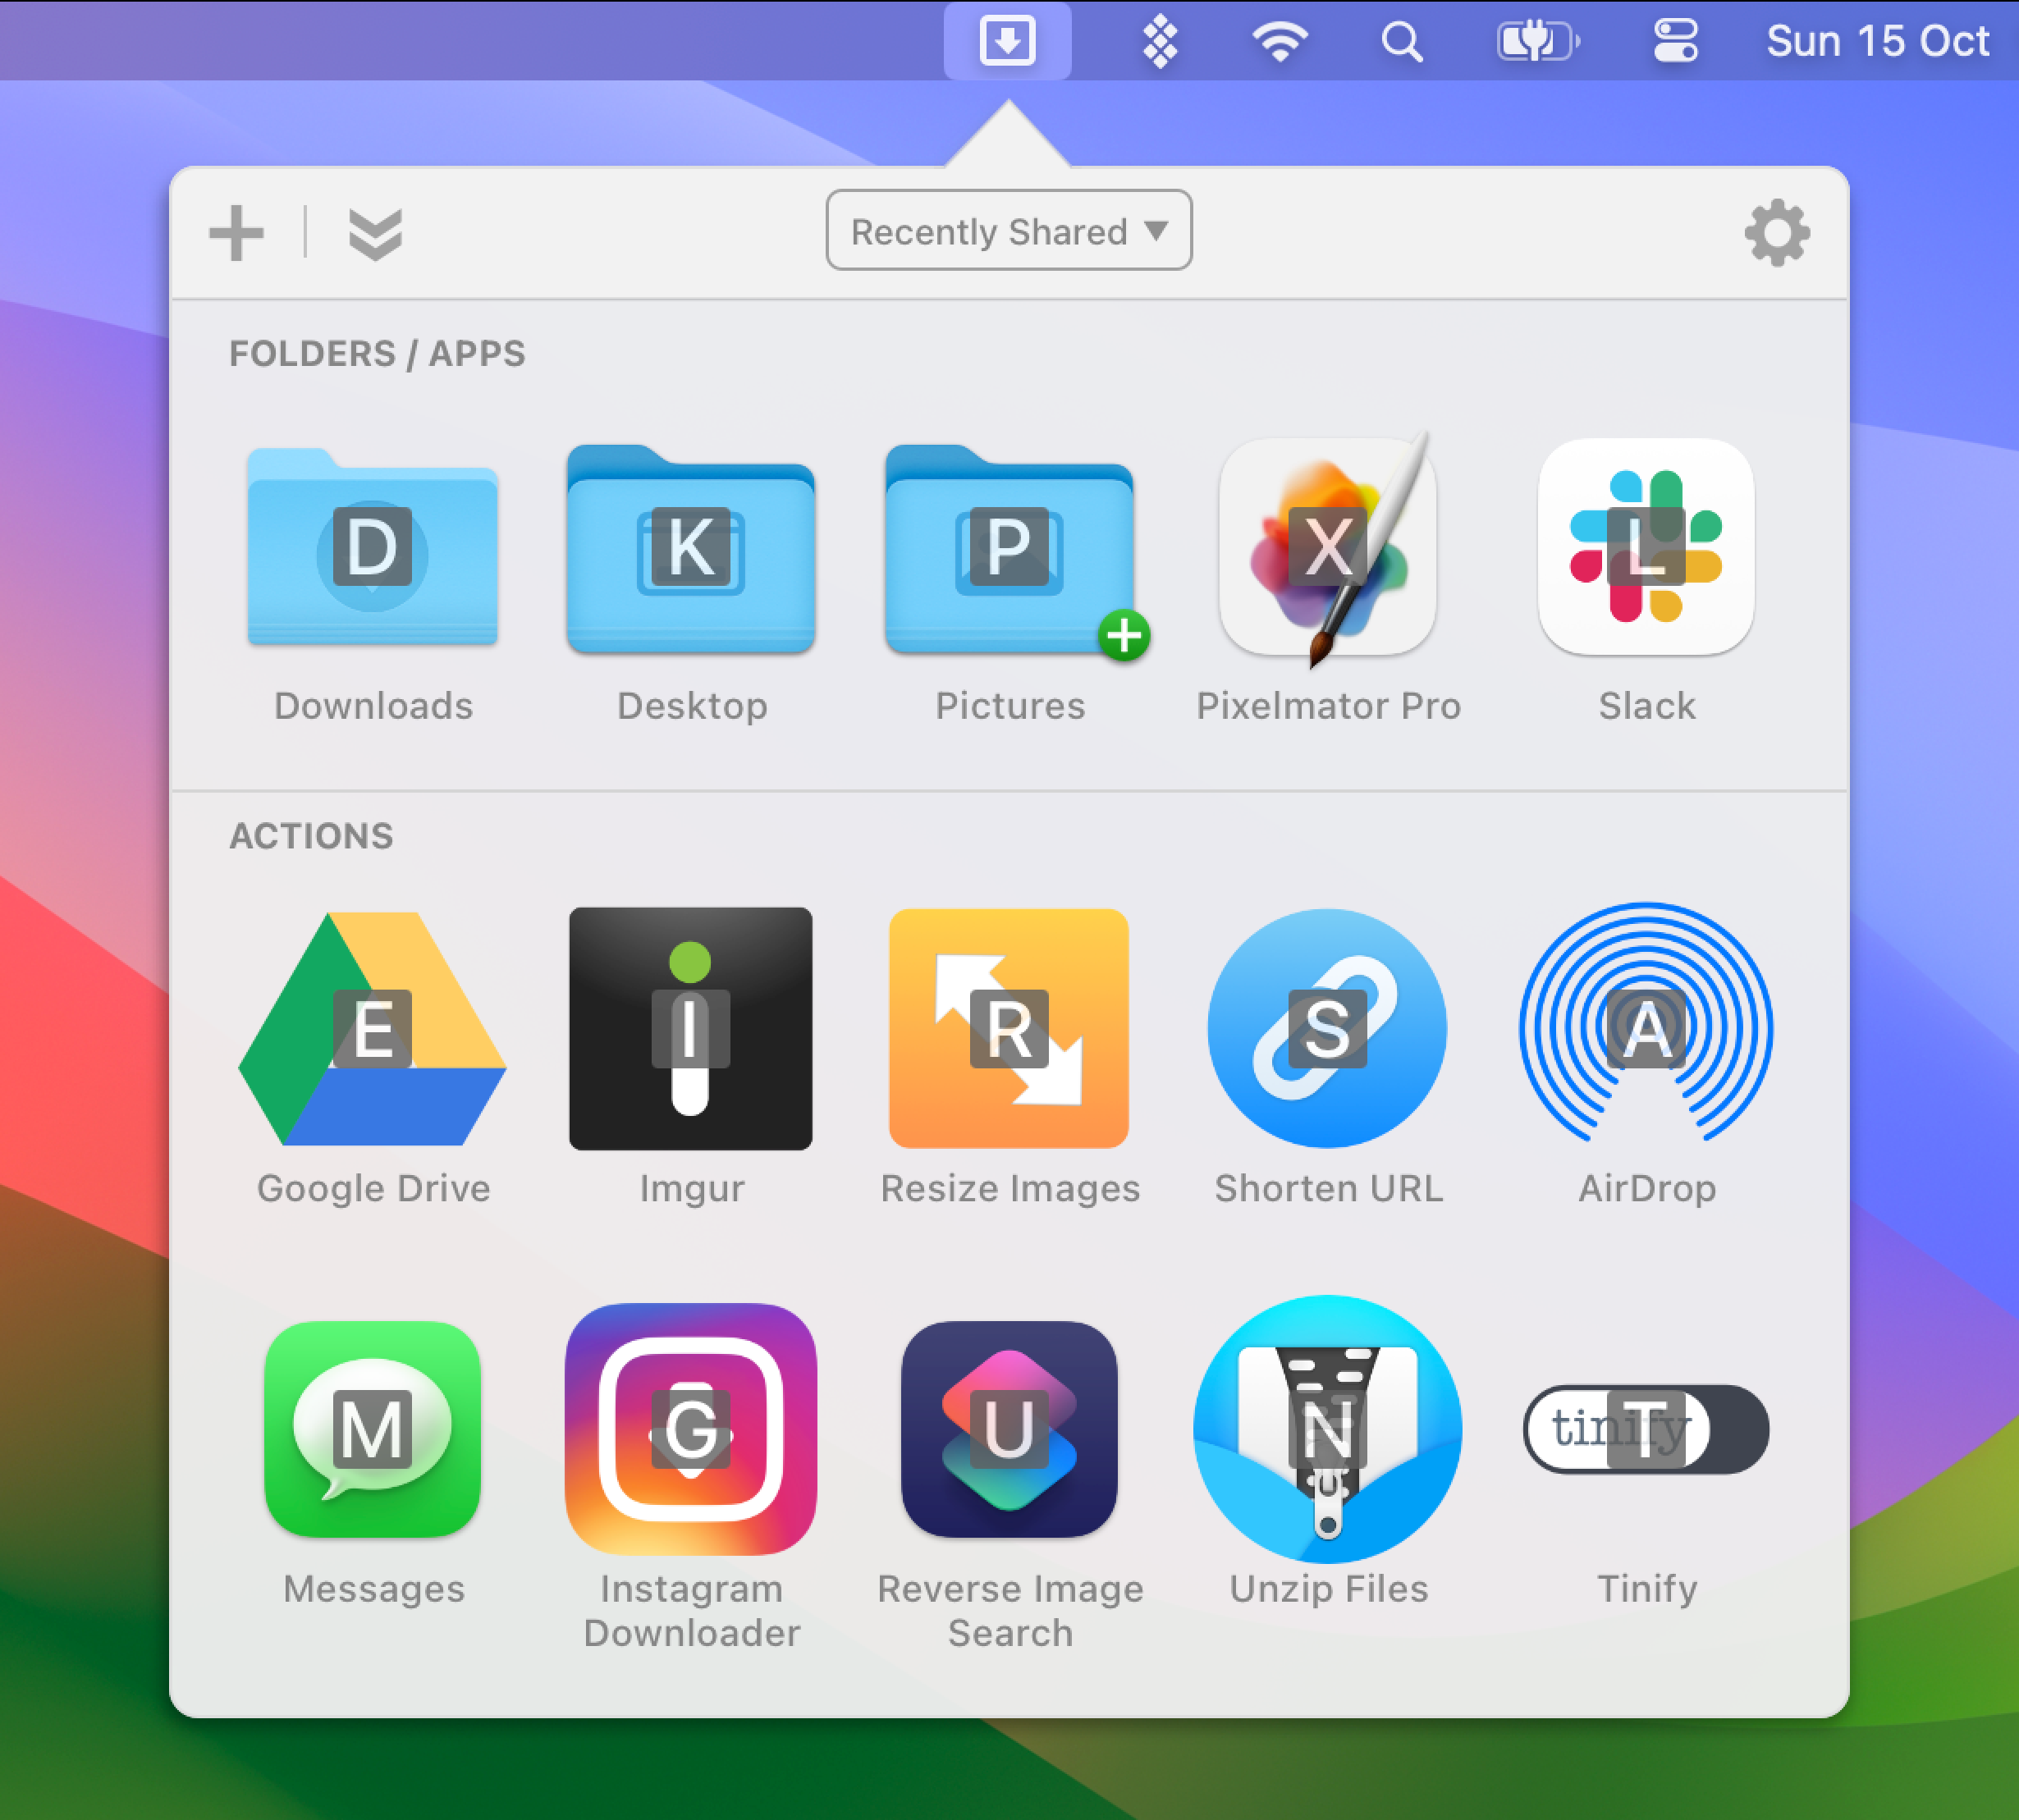 Sun 15 Oct
Recently Shared ▼
FOLDERS / APPS
D K P X L
Downloads Desktop Pictures Pixelmator Pro Slack
ACTIONS
E I R S A
Google Drive Imgur Resize Images Shorten URL AirDrop
M G U N tinify T
Messages Instagram Reverse Image Unzip Files Tinify
Downloader Search